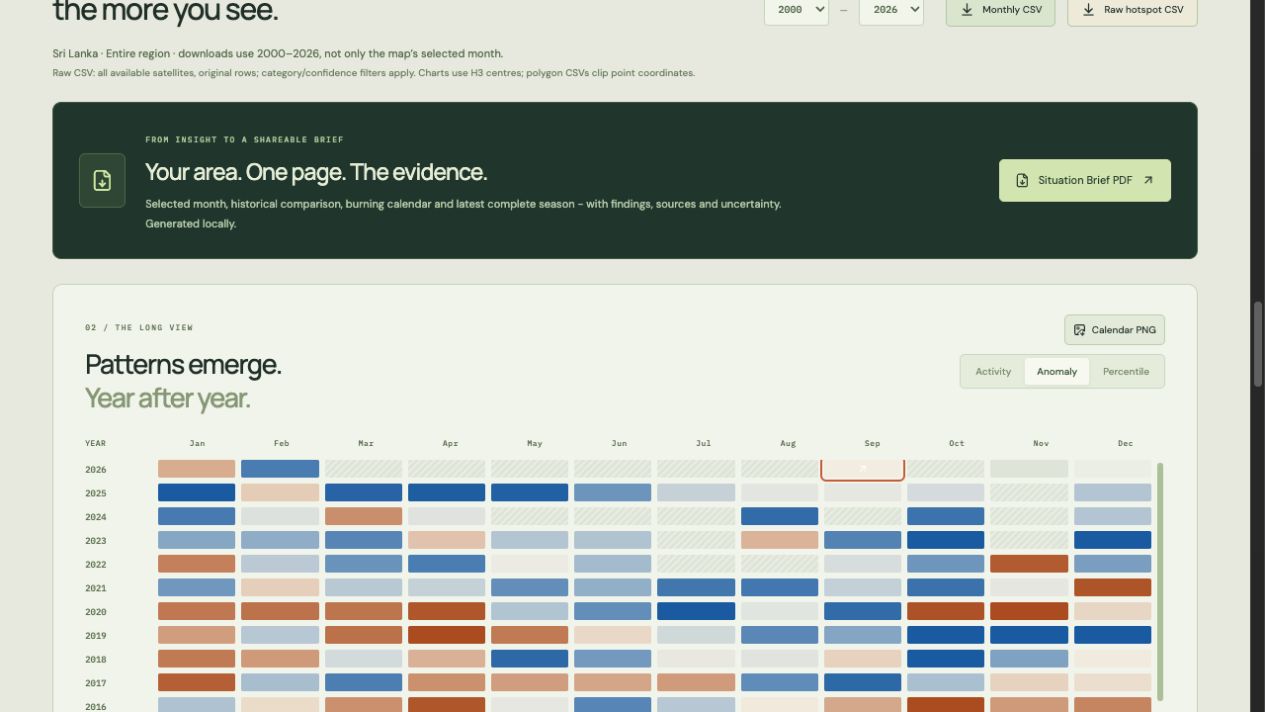 the more you see.
2000 – 2026 Monthly CSV Raw hotspot CSV
Sri Lanka · Entire region · downloads use 2000–2026, not only the map's selected month.
Raw CSV: all available satellites, original rows; category/confidence filters apply. Charts use H3 centres; polygon CSVs clip point coordinates.
FROM INSIGHT TO A SHAREABLE BRIEF
Your area. One page. The evidence.
Selected month, historical comparison, burning calendar and latest complete season – with findings, sources and uncertainty.
Generated locally.
Situation Brief PDF ↗
02 / THE LONG VIEW
Calendar PNG
Patterns emerge.
Year after year.
Activity Anomaly Percentile
YEAR Jan Feb Mar Apr May Jun Jul Aug Sep Oct Nov Dec
2026
2025
2024
2023
2022
2021
2020
2019
2018
2017
2016